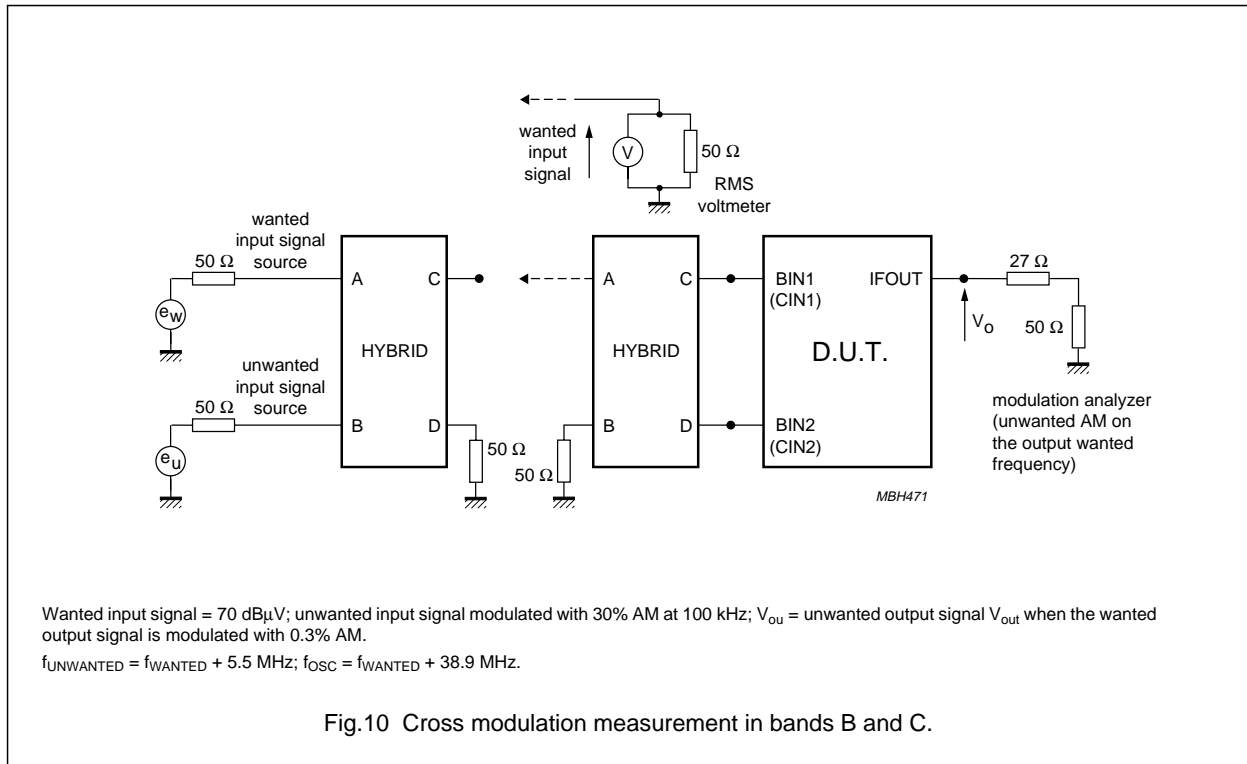 wanted
input
signal
V
50 Ω
RMS
voltmeter
wanted
input signal
source
50 Ω
e_w
unwanted
input signal
source
50 Ω
e_u
A
C
HYBRID
B
D
50 Ω
50 Ω
A
C
HYBRID
B
D
BIN1
(CIN1)
IFOUT
D.U.T.
BIN2
(CIN2)
V_o
27 Ω
50 Ω
modulation analyzer
(unwanted AM on
the output wanted
frequency)
MBH471
Wanted input signal = 70 dBμV; unwanted input signal modulated with 30% AM at 100 kHz; V_ou = unwanted output signal V_out when the wanted
output signal is modulated with 0.3% AM.
f_UNWANTED = f_WANTED + 5.5 MHz; f_OSC = f_WANTED + 38.9 MHz.
Fig.10 Cross modulation measurement in bands B and C.